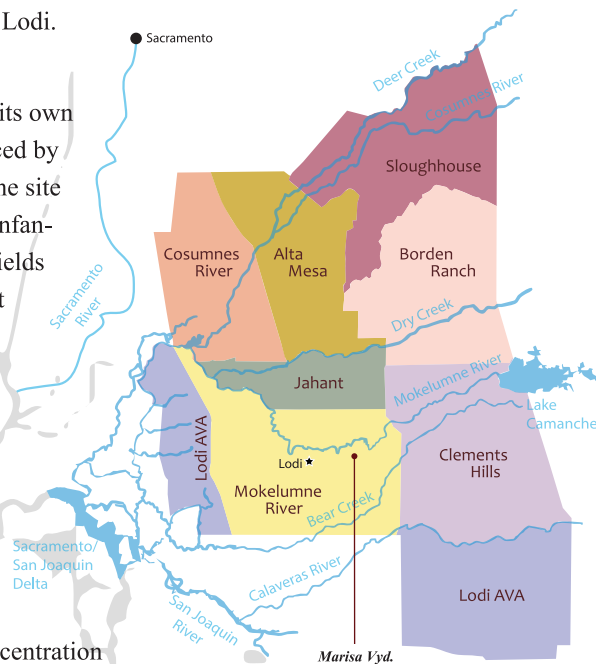 Lodi.
Sacramento
its own
ced by
ne site
nfan-
ields
t
centration
Deer Creek
Cosumnes River
Sloughhouse
Cosumnes
River
Alta
Mesa
Borden
Ranch
Sacramento
River
Dry Creek
Jahant
Mokelumne River
Lake
Camanche
Lodi AVA
Lodi
Clements
Hills
Mokelumne
River
Bear Creek
Sacramento/
San Joaquin
Delta
Calaveras River
San Joaquin
River
Lodi AVA
Marisa Vyd.